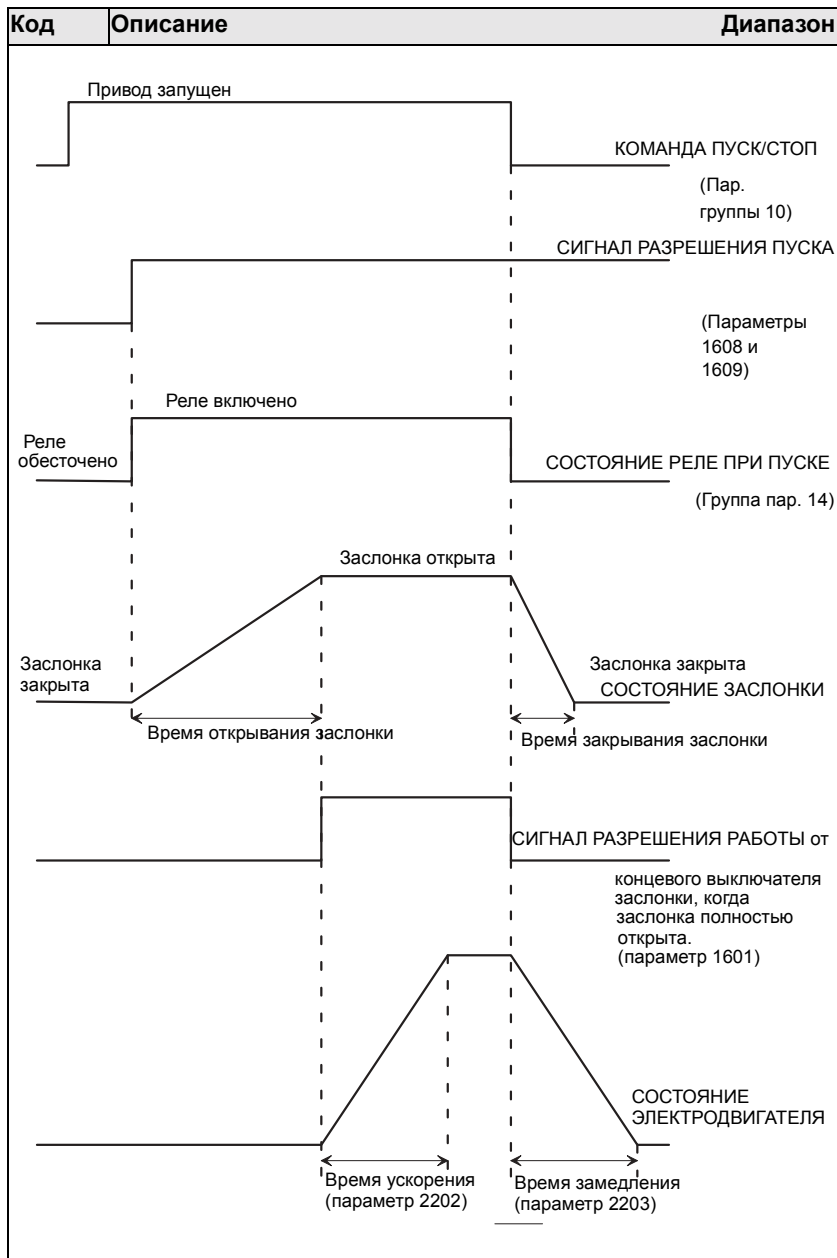 Код Описание Диапазон
Привод запущен
КОМАНДА ПУСК/СТОП
(Пар.
группы 10)
СИГНАЛ РАЗРЕШЕНИЯ ПУСКА
(Параметры
1608 и
1609)
Реле включено
Реле
обесточено
СОСТОЯНИЕ РЕЛЕ ПРИ ПУСКЕ
(Группа пар. 14)
Заслонка открыта
Заслонка
закрыта
Заслонка закрыта
СОСТОЯНИЕ ЗАСЛОНКИ
Время открывания заслонки
Время закрывания заслонки
СИГНАЛ РАЗРЕШЕНИЯ РАБОТЫ от
концевого выключателя
заслонки, когда
заслонка полностью
открыта.
(параметр 1601)
СОСТОЯНИЕ
ЭЛЕКТРОДВИГАТЕЛЯ
Время ускорения
(параметр 2202)
Время замедления
(параметр 2203)